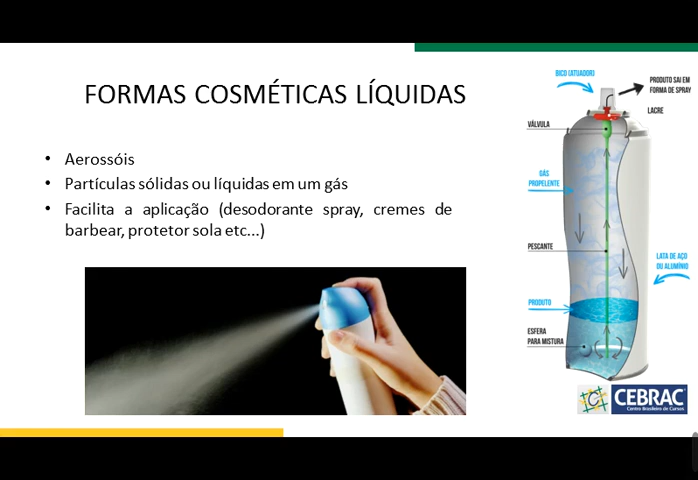 FORMAS COSMÉTICAS LÍQUIDAS
• Aerossóis
• Partículas sólidas ou líquidas em um gás
• Facilita a aplicação (desodorante spray, cremes de
barbear, protetor sola etc...)
BICO (ATUADOR)
PRODUTO SAI EM
FORMA DE SPRAY
LACRE
VÁLVULA
GÁS
PROPELENTE
PESCANTE
LATA DE AÇO
OU ALUMÍNIO
PRODUTO
ESFERA
PARA MISTURA
CEBRAC
Centro Brasileiro de Cursos